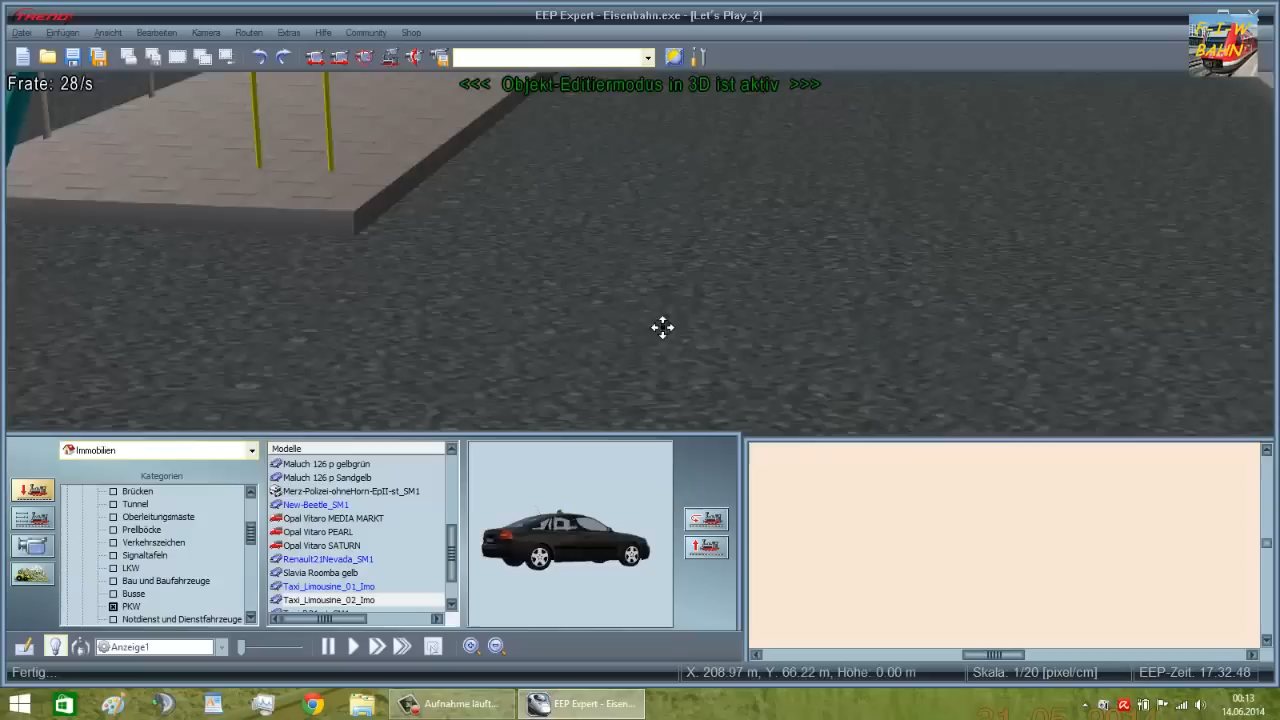 TREND
EEP Expert - Eisenbahn.exe - [Let's Play_2]
Datei Einfügen Ansicht Bearbeiten Kamera Routen Extras Hilfe Community Shop
F-I-W
BAHN
Frate: 28/s
<<< Objekt-Editiermodus in 3D ist aktiv >>>
Immobilien
Kategorien
Brücken
Tunnel
Oberleitungsmaste
Prellböcke
Verkehrszeichen
Signaltafeln
LKW
Bau und Baufahrzeuge
Busse
PKW
Notdienst und Dienstfahrzeuge
Modelle
Maluch 126 p gelbgrün
Maluch 126 p Sandgelb
Merz-Polizei-ohneHorn-EpII-st_SM1
New-Beetle_SM1
Opal Vitaro MEDIA MARKT
Opal Vitaro PEARL
Opal Vitaro SATURN
Renault21Nevada_SM1
Slavia Roomba gelb
Taxi_Limousine_01_Imo
Taxi_Limousine_02_Imo
Anzeige1
Fertig...
X: 208.97 m, Y: 66.22 m, Höhe: 0.00 m
Skala: 1/20 [pixel/cm]
EEP-Zeit: 17:32:48
Aufnahme läuft...
EEP Expert - Eisen...
00:13
14.06.2014